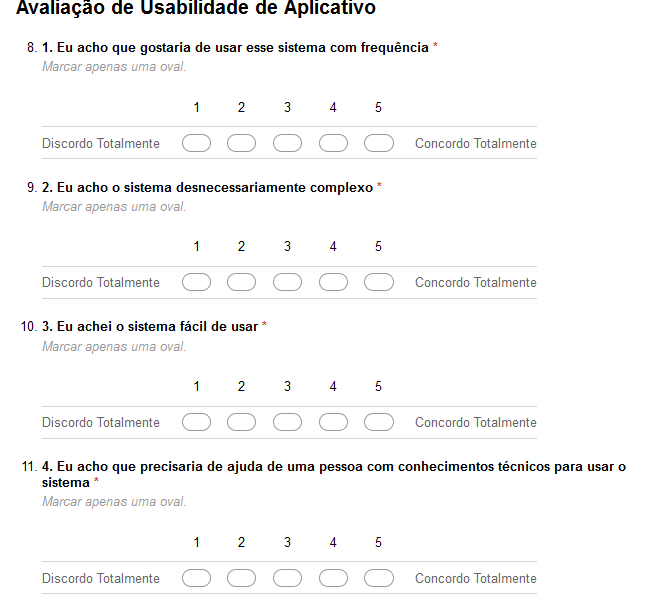 Avaliação de Usabilidade de Aplicativo
8. 1. Eu acho que gostaria de usar esse sistema com frequência *
Marcar apenas uma oval.
1 2 3 4 5
Discordo Totalmente Concordo Totalmente
9. 2. Eu acho o sistema desnecessariamente complexo *
Marcar apenas uma oval.
1 2 3 4 5
Discordo Totalmente Concordo Totalmente
10. 3. Eu achei o sistema fácil de usar *
Marcar apenas uma oval.
1 2 3 4 5
Discordo Totalmente Concordo Totalmente
11. 4. Eu acho que precisaria de ajuda de uma pessoa com conhecimentos técnicos para usar o
sistema *
Marcar apenas uma oval.
1 2 3 4 5
Discordo Totalmente Concordo Totalmente